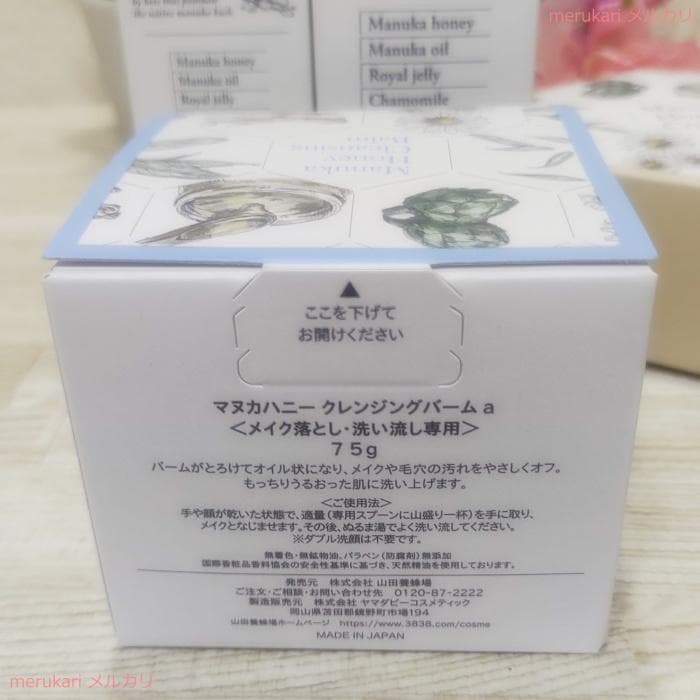 merukari メルカリ
the native manuka bush
Manuka honey
Manuka oil
Royal jelly
Manuka honey
Manuka oil
Royal jelly
Chamomile
Manuka
Honey
Cleansing
Balm
▲
ここを下げて
お開けください
マヌカハニー クレンジングバーム a
＜メイク落とし・洗い流し専用＞
75g
バームがとろけてオイル状になり、メイクや毛穴の汚れをやさしくオフ。
もっちりうるおった肌に洗い上げます。
＜ご使用法＞
手や顔が乾いた状態で、適量（専用スプーンに山盛り一杯）を手に取り、
メイクとなじませます。その後、ぬるま湯でよく洗い流してください。
※ダブル洗顔は不要です。
無着色・無鉱物油、パラベン（防腐剤）無添加
国際香粧品香料協会の安全性基準に基づき、天然精油を使用しております。
発売元 株式会社 山田養蜂場
ご注文・ご相談・お問い合わせ先 0120-87-2222
製造販売元 株式会社 ヤマダビーコスメティック
岡山県苫田郡鏡野町市場194
山田養蜂場ホームページ https://www.3838.com/cosme
MADE IN JAPAN
merukari メルカリ